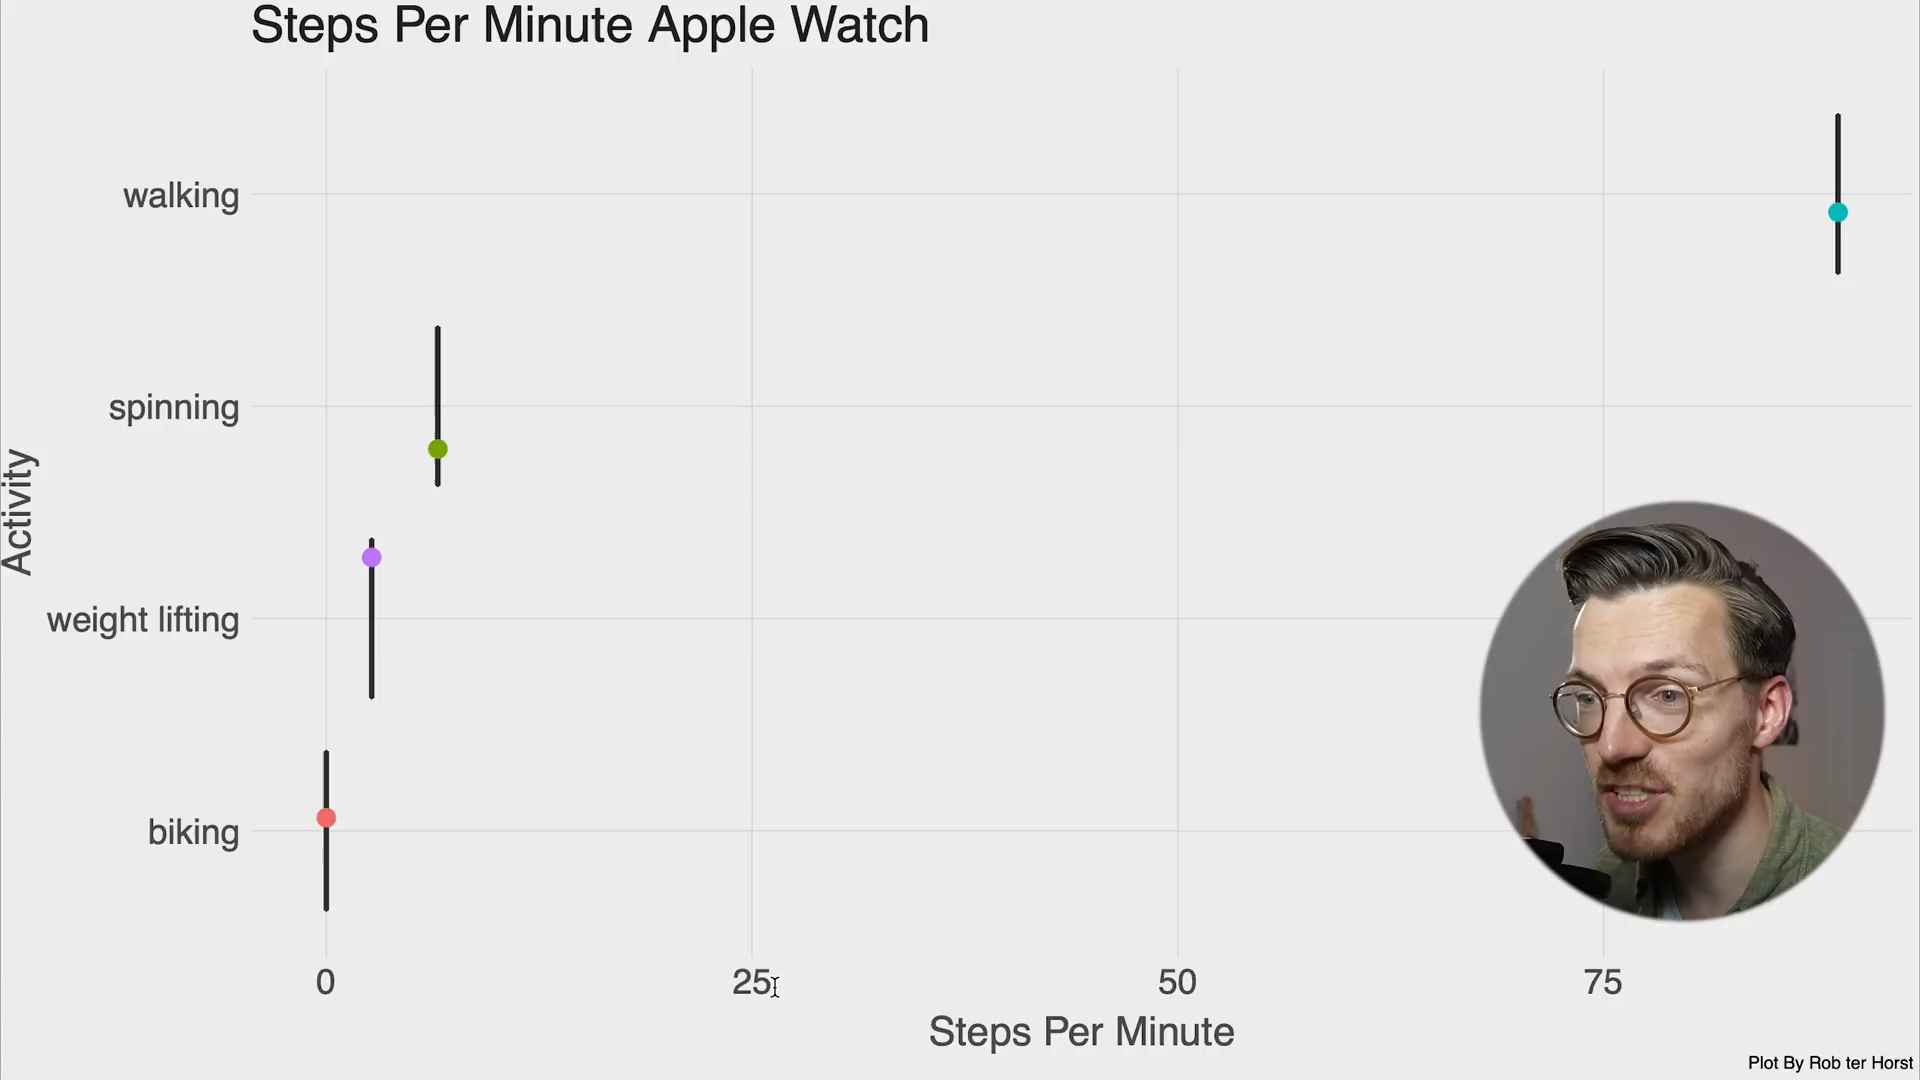 Steps Per Minute Apple Watch
walking
spinning
Activity
weight lifting
biking
0 25 50 75
Steps Per Minute
Plot By Rob ter Horst